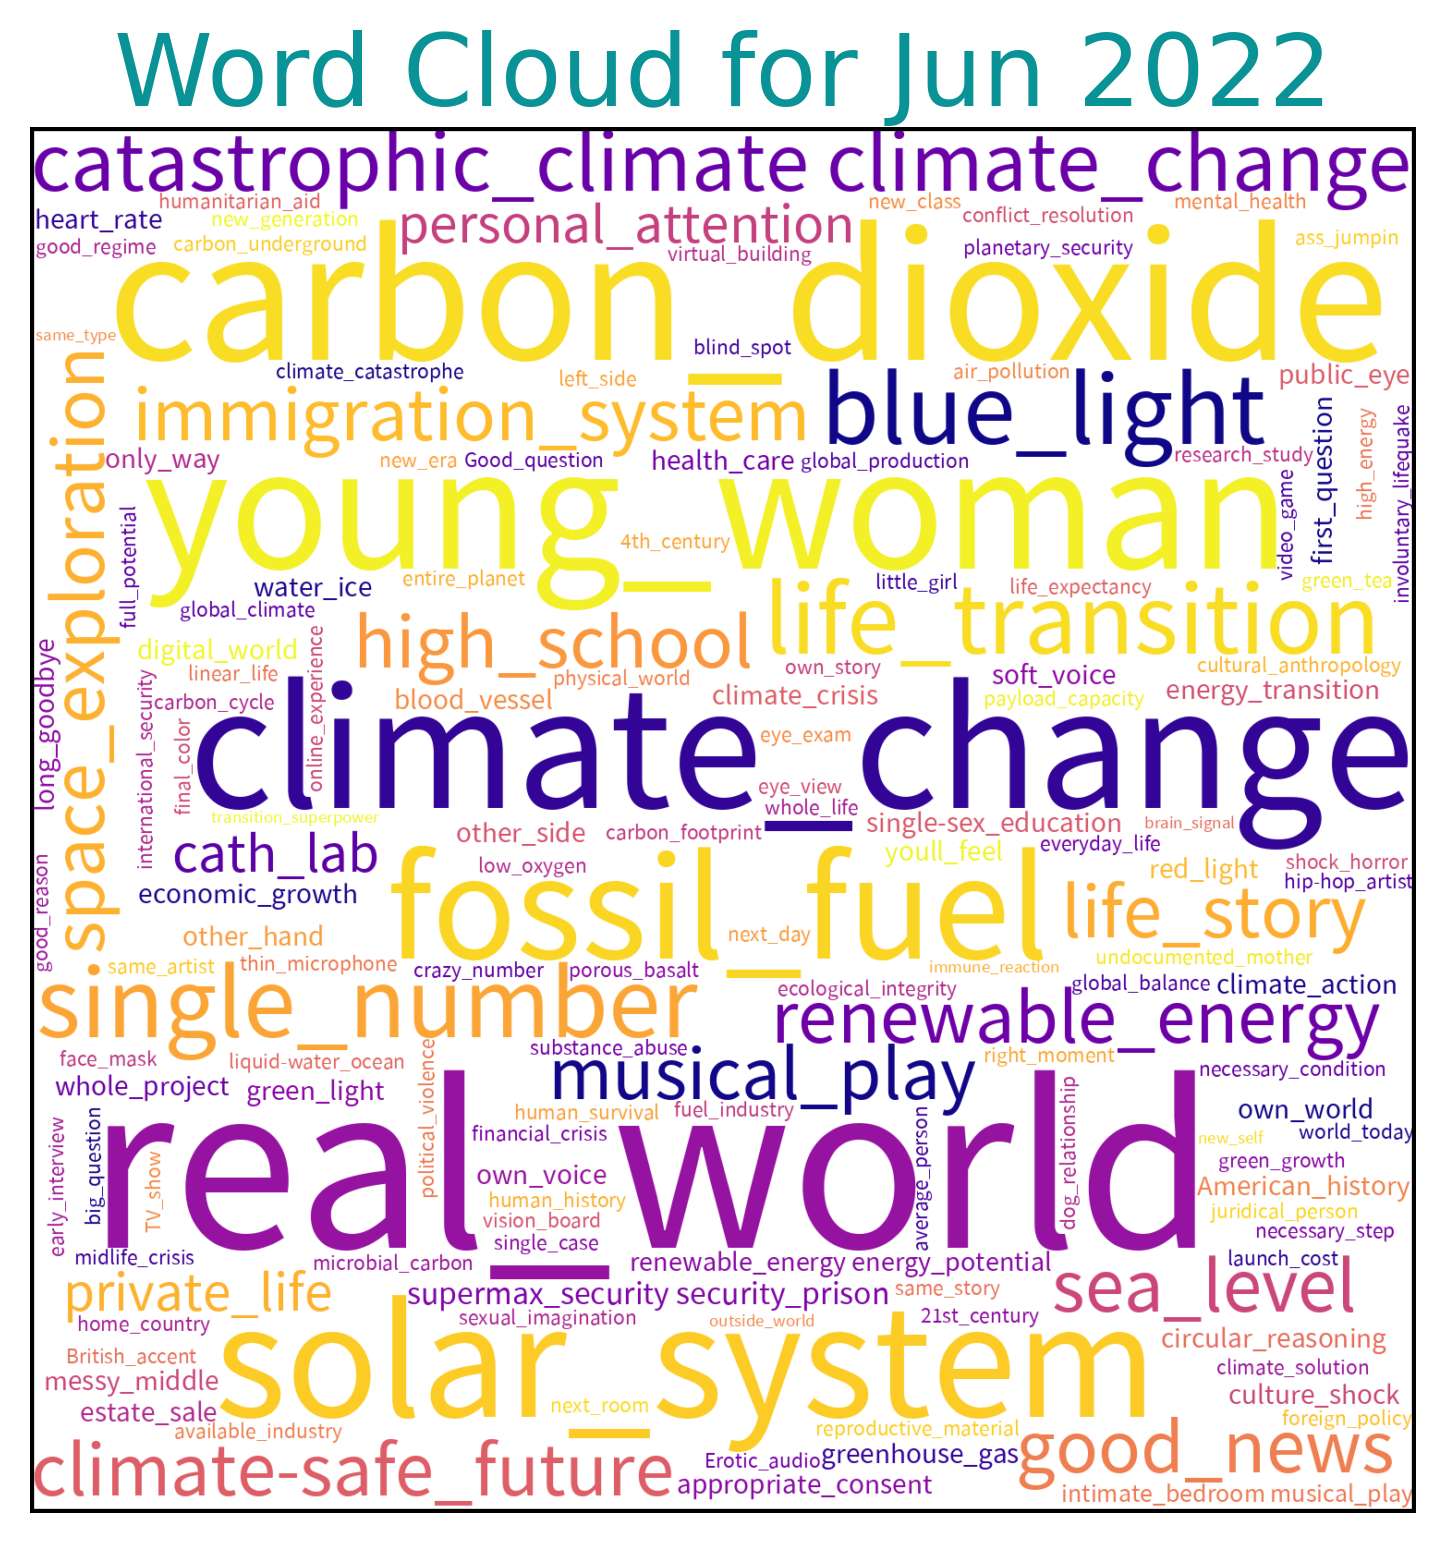 Word Cloud for Jun 2022
catastrophic_climate climate_change
humanitarian_aid
new_class
mental_health
heart_rate
new_generation
personal_attention
conflict_resolution
good_regime
carbon_underground
virtual_building
planetary_security
ass_jumpin
carbon_dioxide
same_type
blind_spot
climate_catastrophe
left_side
air_pollution
public_eye
space_exploration
immigration_system
blue_light
first_question
high_energy
involuntary_lifequake
only_way
new_era
Good_question
health_care
global_production
research_study
video_game
young_woman
full_potential
4th_century
water_ice
entire_planet
little_girl
life_expectancy
green_tea
global_climate
life_transition
long_goodbye
digital_world
high_school
linear_life
online_experience
physical_world
own_story
soft_voice
cultural_anthropology
international_security
carbon_cycle
blood_vessel
climate_crisis
payload_capacity
energy_transition
final_color
climate_change
eye_exam
eye_view
whole_life
transition_superpower
other_side
carbon_footprint
single-sex_education
brain_signal
cath_lab
everyday_life
good_reason
low_oxygen
youll_feel
red_light
shock_horror
economic_growth
fossil_fuel
hip-hop_artist
life_story
other_hand
next_day
same_artist
thin_microphone
crazy_number
porous_basalt
immune_reaction
undocumented_mother
single_number
ecological_integrity
global_balance
climate_action
renewable_energy
face_mask
liquid-water_ocean
political_violence
substance_abuse
right_moment
whole_project
green_light
musical_play
necessary_condition
early_interview
big_question
human_survival
fuel_industry
average_person
dog_relationship
own_world
TV_show
financial_crisis
new_self
world_today
real_world
own_voice
green_growth
human_history
American_history
vision_board
juridical_person
single_case
necessary_step
midlife_crisis
microbial_carbon
renewable_energy energy_potential
launch_cost
private_life
supermax_security security_prison
same_story
sea_level
home_country
sexual_imagination
outside_world
21st_century
British_accent
solar_system
circular_reasoning
messy_middle
climate_solution
estate_sale
next_room
culture_shock
available_industry
reproductive_material
foreign_policy
climate-safe_future
Erotic_audio
greenhouse_gas
good_news
appropriate_consent
intimate_bedroom musical_play